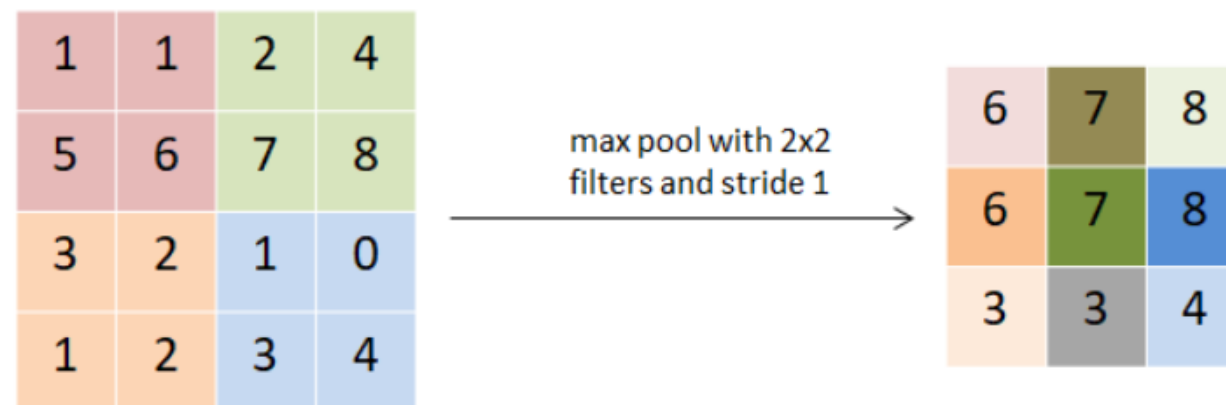 1 1 2 4
5 6 7 8
3 2 1 0
1 2 3 4
max pool with 2x2
filters and stride 1
6 7 8
6 7 8
3 3 4